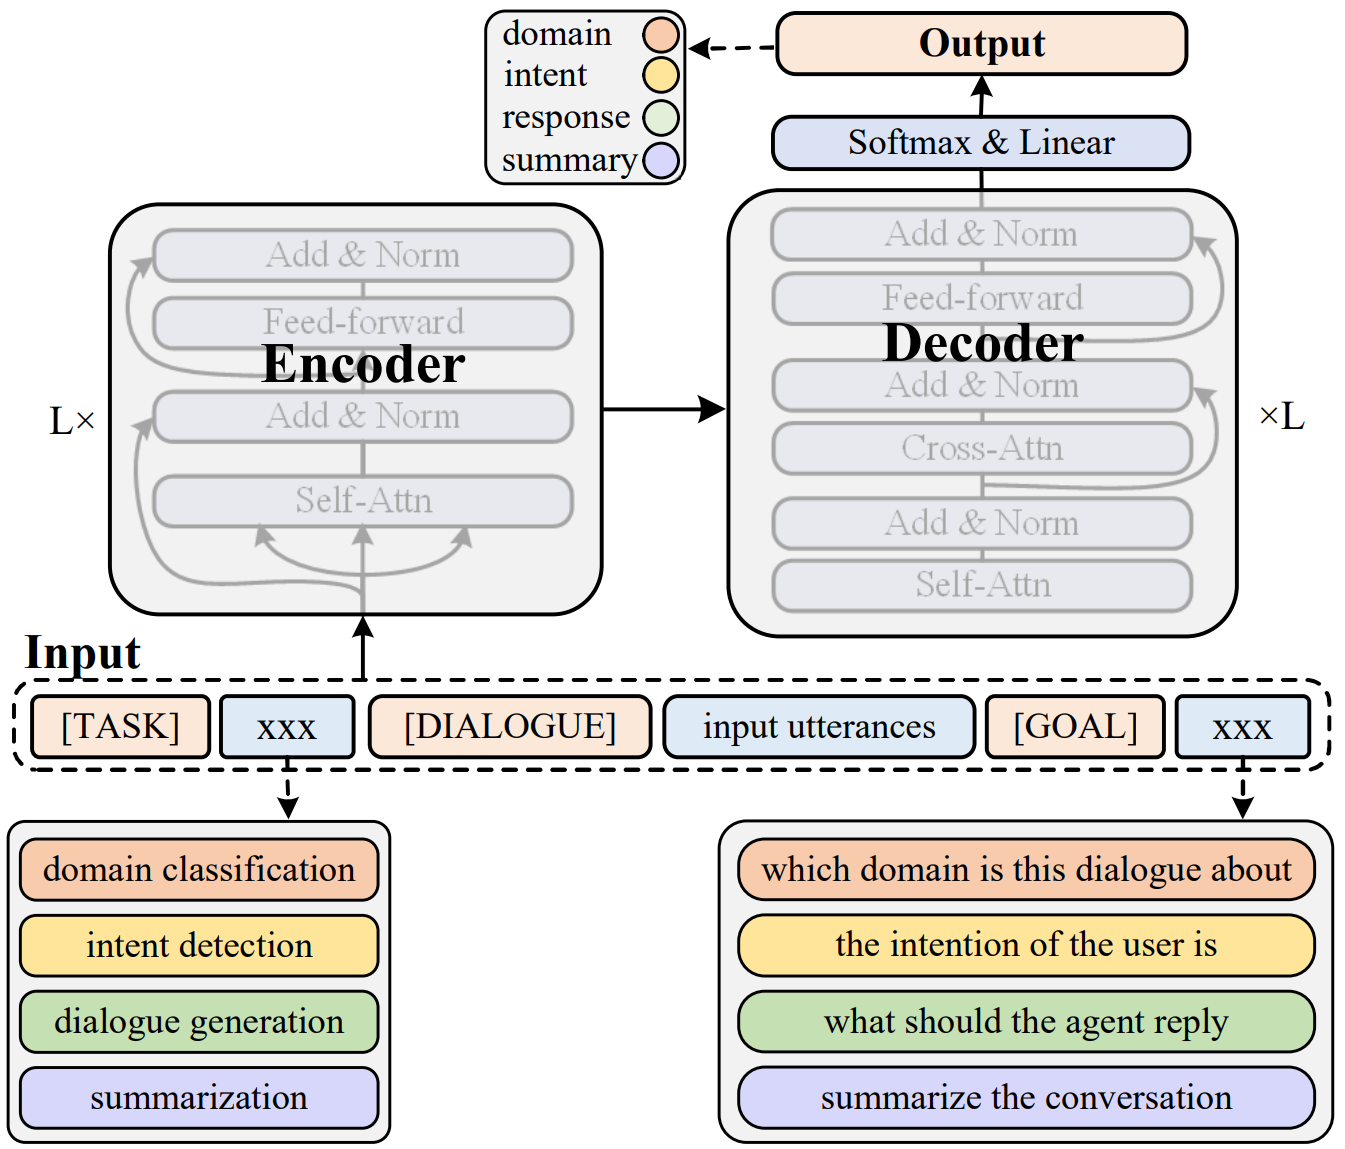 domain
intent
response
summary
Output
Softmax & Linear
Add & Norm
Feed-forward
Encoder
Add & Norm
Self-Attn
L×
Add & Norm
Feed-forward
Decoder
Add & Norm
Cross-Attn
Add & Norm
Self-Attn
×L
Input
[TASK] xxx [DIALOGUE] input utterances [GOAL] xxx
domain classification
intent detection
dialogue generation
summarization
which domain is this dialogue about
the intention of the user is
what should the agent reply
summarize the conversation